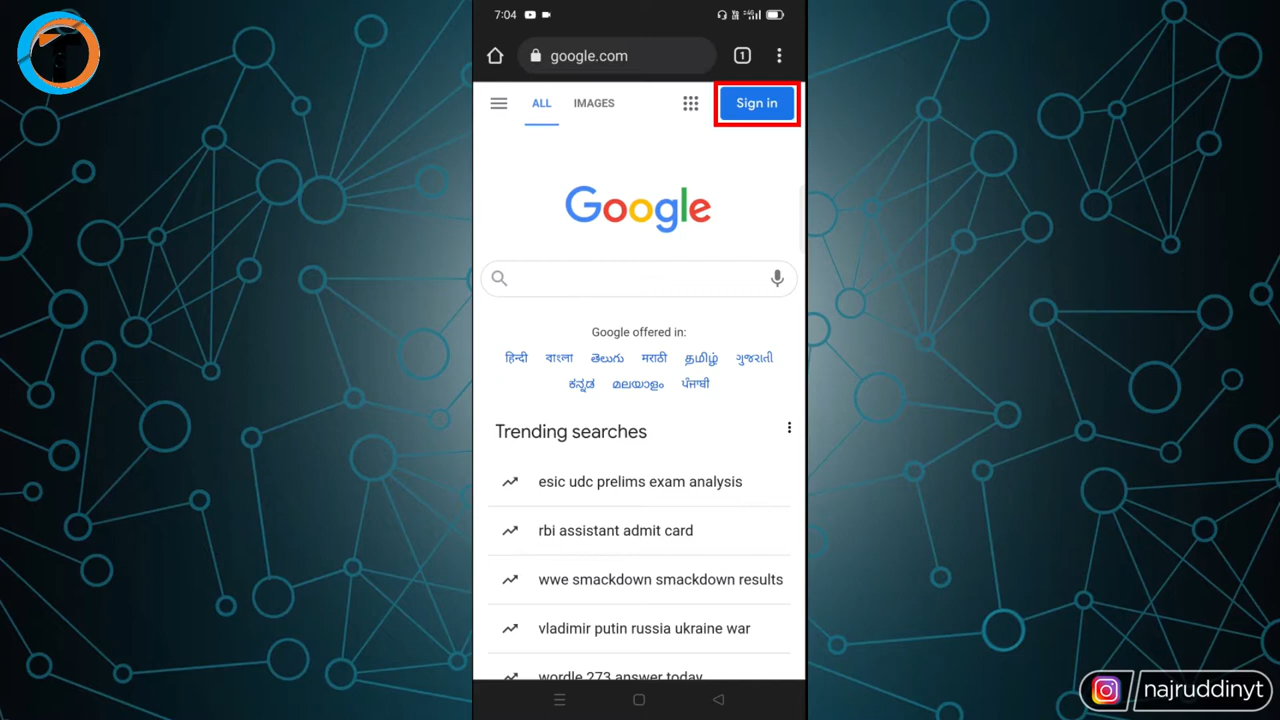 7:04
google.com
1
ALL IMAGES Sign in
Google
Google offered in:
हिन्दी বাংলা తెలుగు मराठी தமிழ் ગુજરાતી
ಕನ್ನಡ മലയാളം ਪੰਜਾਬੀ
Trending searches
esic udc prelims exam analysis
rbi assistant admit card
wwe smackdown smackdown results
vladimir putin russia ukraine war
wordle 273 answer today
najruddinyt